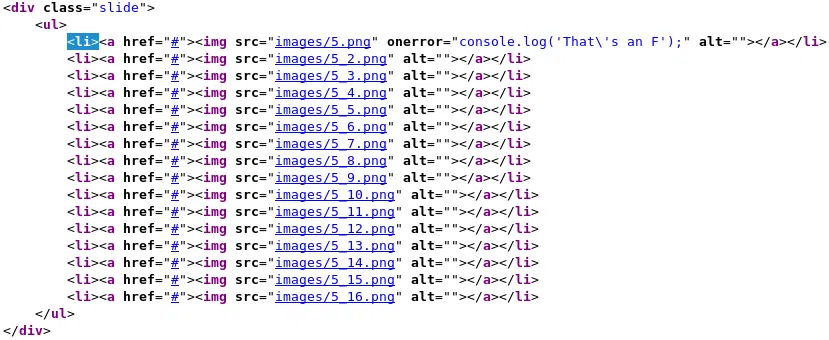 <div class="slide">
<ul>
<li><a href="#"><img src="images/5.png" onerror="console.log('That\'s an F');" alt=""></a></li>
<li><a href="#"><img src="images/5_2.png" alt=""></a></li>
<li><a href="#"><img src="images/5_3.png" alt=""></a></li>
<li><a href="#"><img src="images/5_4.png" alt=""></a></li>
<li><a href="#"><img src="images/5_5.png" alt=""></a></li>
<li><a href="#"><img src="images/5_6.png" alt=""></a></li>
<li><a href="#"><img src="images/5_7.png" alt=""></a></li>
<li><a href="#"><img src="images/5_8.png" alt=""></a></li>
<li><a href="#"><img src="images/5_9.png" alt=""></a></li>
<li><a href="#"><img src="images/5_10.png" alt=""></a></li>
<li><a href="#"><img src="images/5_11.png" alt=""></a></li>
<li><a href="#"><img src="images/5_12.png" alt=""></a></li>
<li><a href="#"><img src="images/5_13.png" alt=""></a></li>
<li><a href="#"><img src="images/5_14.png" alt=""></a></li>
<li><a href="#"><img src="images/5_15.png" alt=""></a></li>
<li><a href="#"><img src="images/5_16.png" alt=""></a></li>
</ul>
</div>